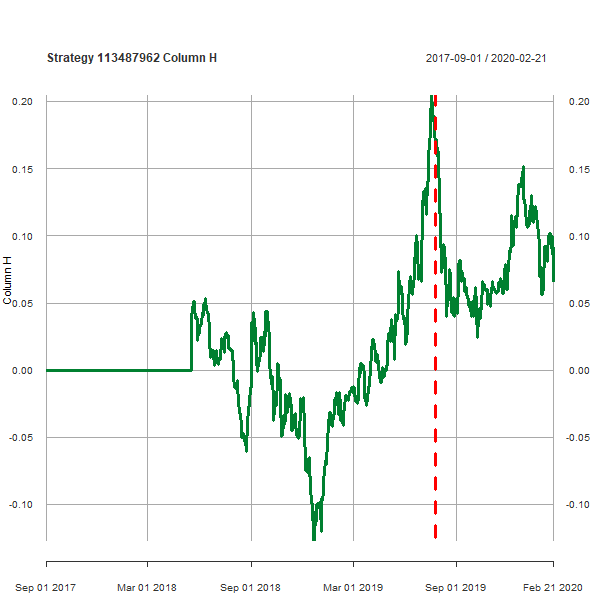 Strategy 113487962 Column H
2017-09-01 / 2020-02-21
0.20
0.20
0.15
0.15
0.10
0.10
Column H
0.05
0.05
0.00
0.00
-0.05
-0.05
-0.10
-0.10
Sep 01 2017
Mar 01 2018
Sep 01 2018
Mar 01 2019
Sep 01 2019
Feb 21 2020